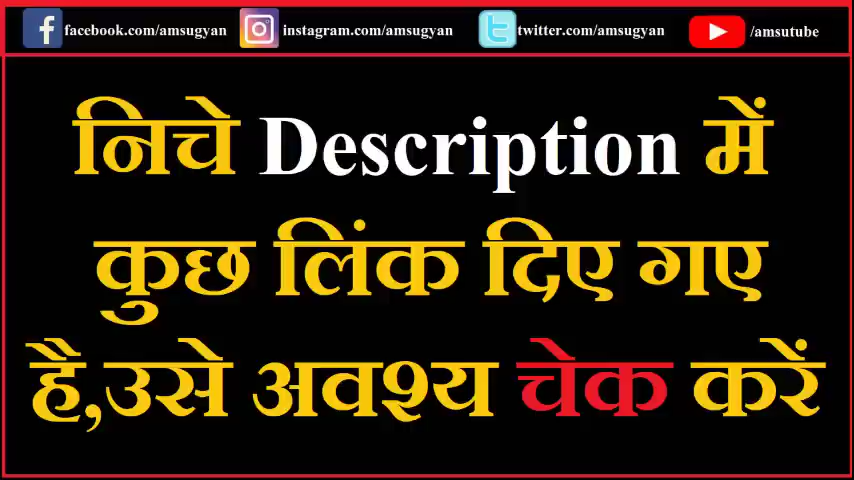 facebook.com/amsugyan instagram.com/amsugyan twitter.com/amsugyan /amsutube
निचे Description में
कुछ लिंक दिए गए
है,उसे अवश्य चेक करें